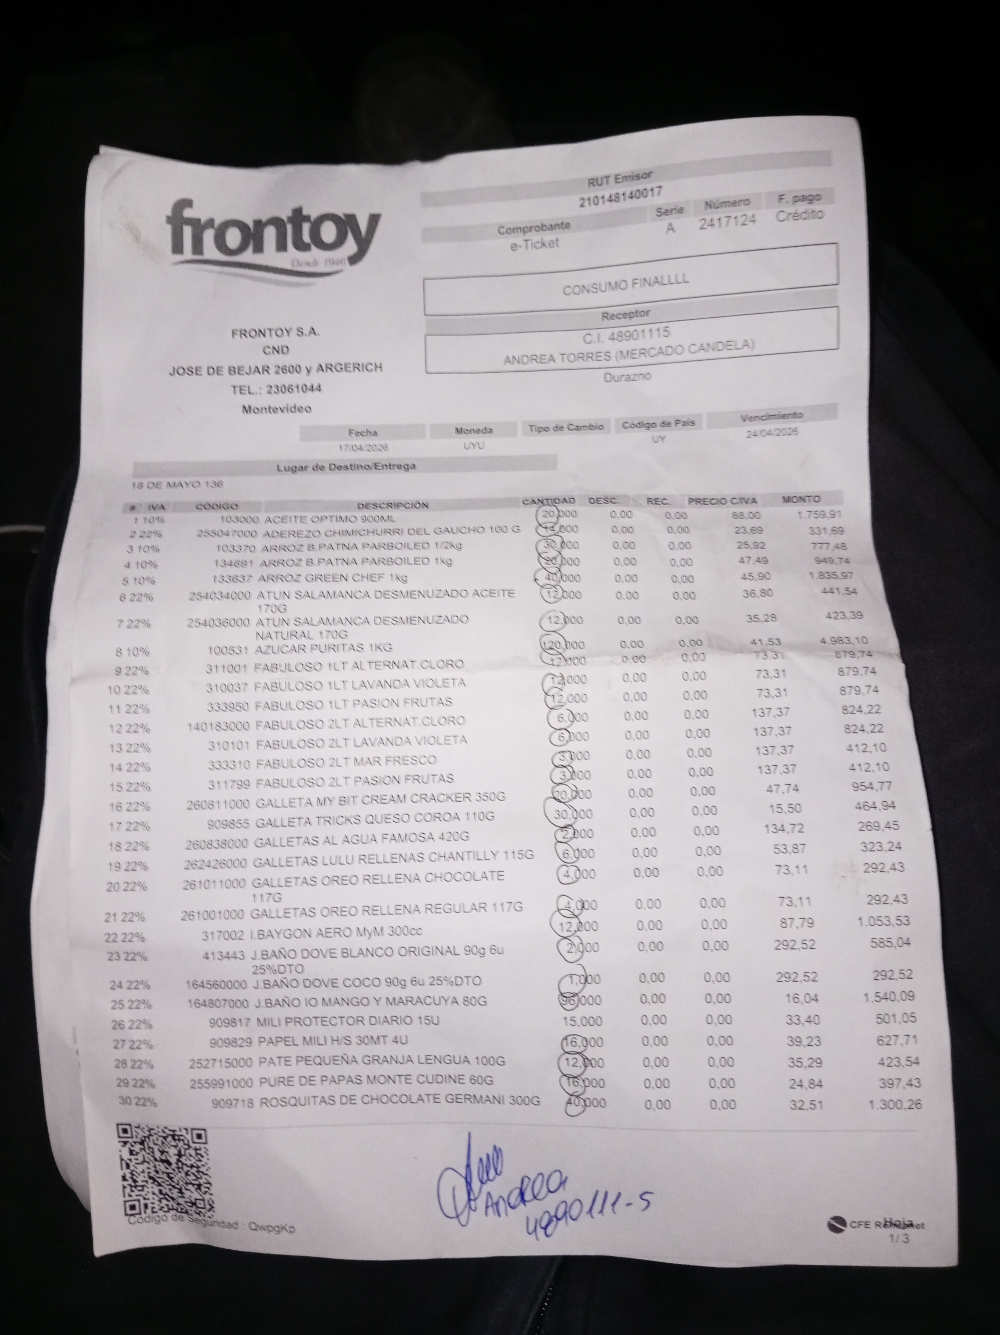 frontoy
Desde 1946
RUT Emisor
210148140017
Comprobante Serie Número F. pago
e-Ticket A 2417124 Crédito
CONSUMO FINALLLL
Receptor
C.I. 48901115
ANDREA TORRES (MERCADO CANDELA)
Durazno
FRONTOY S.A.
CND
JOSE DE BEJAR 2600 y ARGERICH
TEL.: 23061044
Montevideo
Fecha Moneda Tipo de Cambio Código de País Vencimiento
17/04/2026 UYU UY 24/04/2026
Lugar de Destino/Entrega
18 DE MAYO 136
# IVA CÓDIGO DESCRIPCIÓN CANTIDAD DESC. REC. PRECIO C/IVA MONTO
1 10% 103000 ACEITE OPTIMO 900ML 20,000 0,00 0,00 88,00 1.759,91
2 22% 255047000 ADEREZO CHIMICHURRI DEL GAUCHO 100 G 14,000 0,00 0,00 23,69 331,69
3 10% 103370 ARROZ B.PATNA PARBOILED 1/2kg 30,000 0,00 0,00 25,92 777,48
4 10% 134691 ARROZ B.PATNA PARBOILED 1kg 20,000 0,00 0,00 47,49 949,74
5 10% 133637 ARROZ GREEN CHEF 1kg 40,000 0,00 0,00 45,90 1.835,97
6 22% 254034000 ATUN SALAMANCA DESMENUZADO ACEITE 12,000 0,00 0,00 36,80 441,54
170G
7 22% 254036000 ATUN SALAMANCA DESMENUZADO 12,000 0,00 0,00 35,28 423,39
NATURAL 170G
8 10% 100531 AZUCAR PURITAS 1KG 120,000 0,00 0,00 41,53 4.983,10
9 22% 311001 FABULOSO 1LT ALTERNAT.CLORO 12,000 0,00 0,00 73,31 879,74
10 22% 310037 FABULOSO 1LT LAVANDA VIOLETA 12,000 0,00 0,00 73,31 879,74
11 22% 333950 FABULOSO 1LT PASION FRUTAS 12,000 0,00 0,00 73,31 879,74
12 22% 140183000 FABULOSO 2LT ALTERNAT.CLORO 6,000 0,00 0,00 137,37 824,22
13 22% 310101 FABULOSO 2LT LAVANDA VIOLETA 6,000 0,00 0,00 137,37 824,22
14 22% 333310 FABULOSO 2LT MAR FRESCO 3,000 0,00 0,00 137,37 412,10
15 22% 311799 FABULOSO 2LT PASION FRUTAS 3,000 0,00 0,00 137,37 412,10
16 22% 260811000 GALLETA MY BIT CREAM CRACKER 350G 20,000 0,00 0,00 47,74 954,77
17 22% 909855 GALLETA TRICKS QUESO COROA 110G 30,000 0,00 0,00 15,50 464,94
18 22% 260838000 GALLETAS AL AGUA FAMOSA 420G 2,000 0,00 0,00 134,72 269,45
19 22% 262426000 GALLETAS LULU RELLENAS CHANTILLY 115G 6,000 0,00 0,00 53,87 323,24
20 22% 261011000 GALLETAS OREO RELLENA CHOCOLATE 4,000 0,00 0,00 73,11 292,43
117G
21 22% 261001000 GALLETAS OREO RELLENA REGULAR 117G 4,000 0,00 0,00 73,11 292,43
22 22% 317002 I.BAYGON AERO MyM 300cc 12,000 0,00 0,00 87,79 1.053,53
23 22% 413443 J.BAÑO DOVE BLANCO ORIGINAL 90g 6u 2,000 0,00 0,00 292,52 585,04
25%DTO
24 22% 164560000 J.BAÑO DOVE COCO 90g 6u 25%DTO 1,000 0,00 0,00 292,52 292,52
25 22% 164807000 J.BAÑO IO MANGO Y MARACUYA 80G 96,000 0,00 0,00 16,04 1.540,09
26 22% 909817 MILI PROTECTOR DIARIO 15U 15,000 0,00 0,00 33,40 501,05
27 22% 909829 PAPEL MILI H/S 30MT 4U 16,000 0,00 0,00 39,23 627,71
28 22% 252715000 PATE PEQUEÑA GRANJA LENGUA 100G 12,000 0,00 0,00 35,29 423,54
29 22% 255991000 PURE DE PAPAS MONTE CUDINE 60G 16,000 0,00 0,00 24,84 397,43
30 22% 909718 ROSQUITAS DE CHOCOLATE GERMANI 300G 40,000 0,00 0,00 32,51 1.300,26
Andrea
4890111-5
Código de Seguridad : QwpgKp
CFE
Hoja
1/3